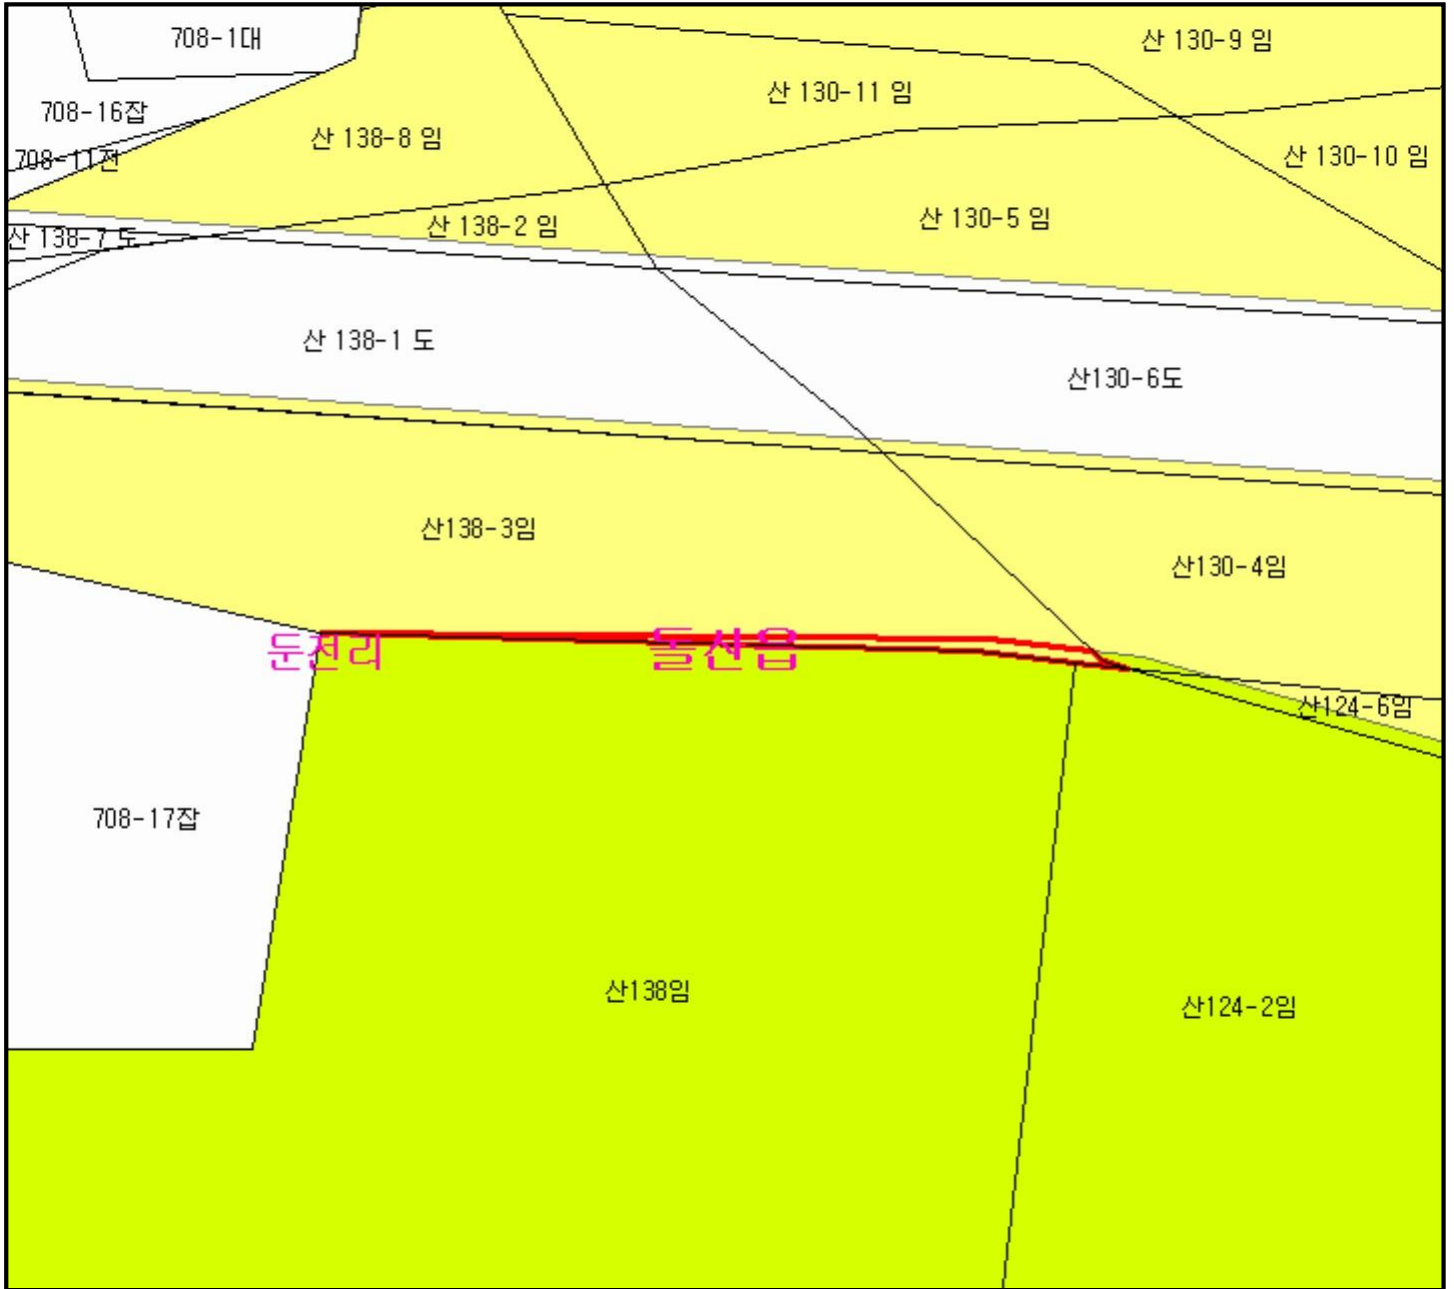 708-1대
산 130-9 임
산 130-11 임
708-16잡
산 138-8 임
708-11전
산 130-10 임
산 138-2 임
산 130-5 임
산 138-7 도
산 138-1 도
산130-6도
산138-3임
산130-4임
둔전리
돌산읍
산124-6임
708-17잡
산138임
산124-2임